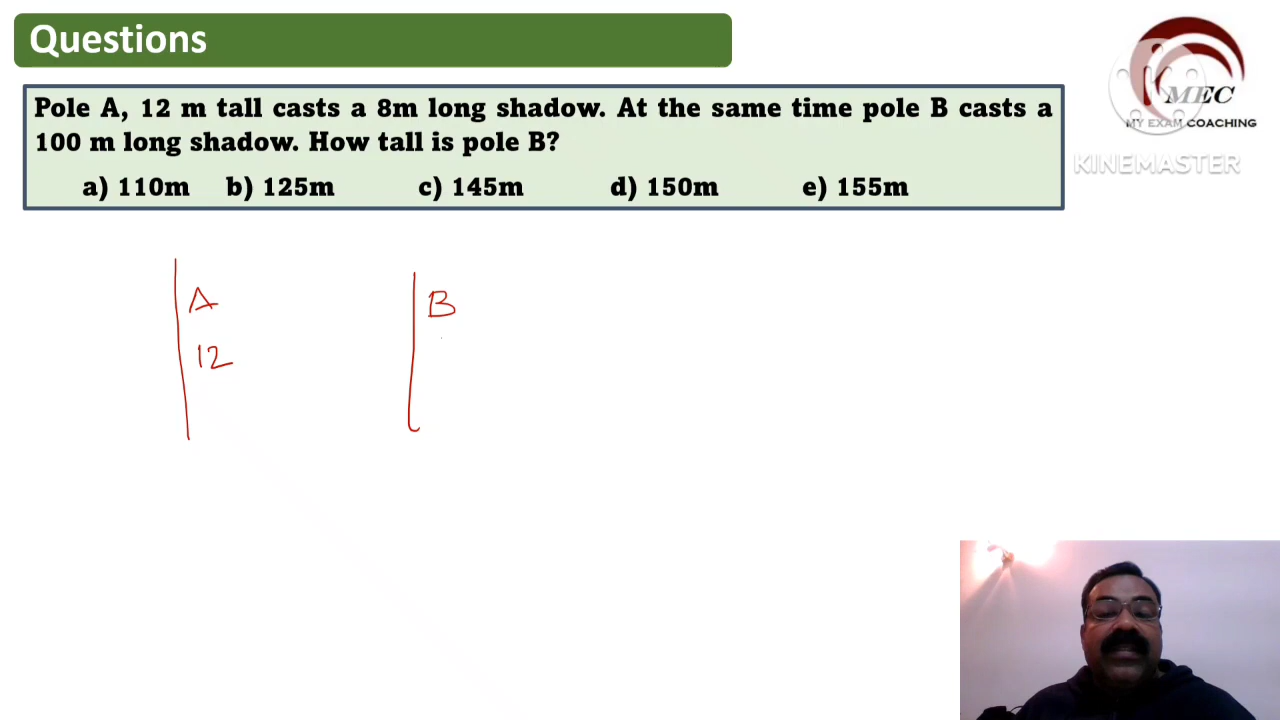 Questions
Pole A, 12 m tall casts a 8m long shadow. At the same time pole B casts a
100 m long shadow. How tall is pole B?
a) 110m b) 125m c) 145m d) 150m e) 155m
MEC
MY EXAM COACHING
KINEMASTER
A
B
12